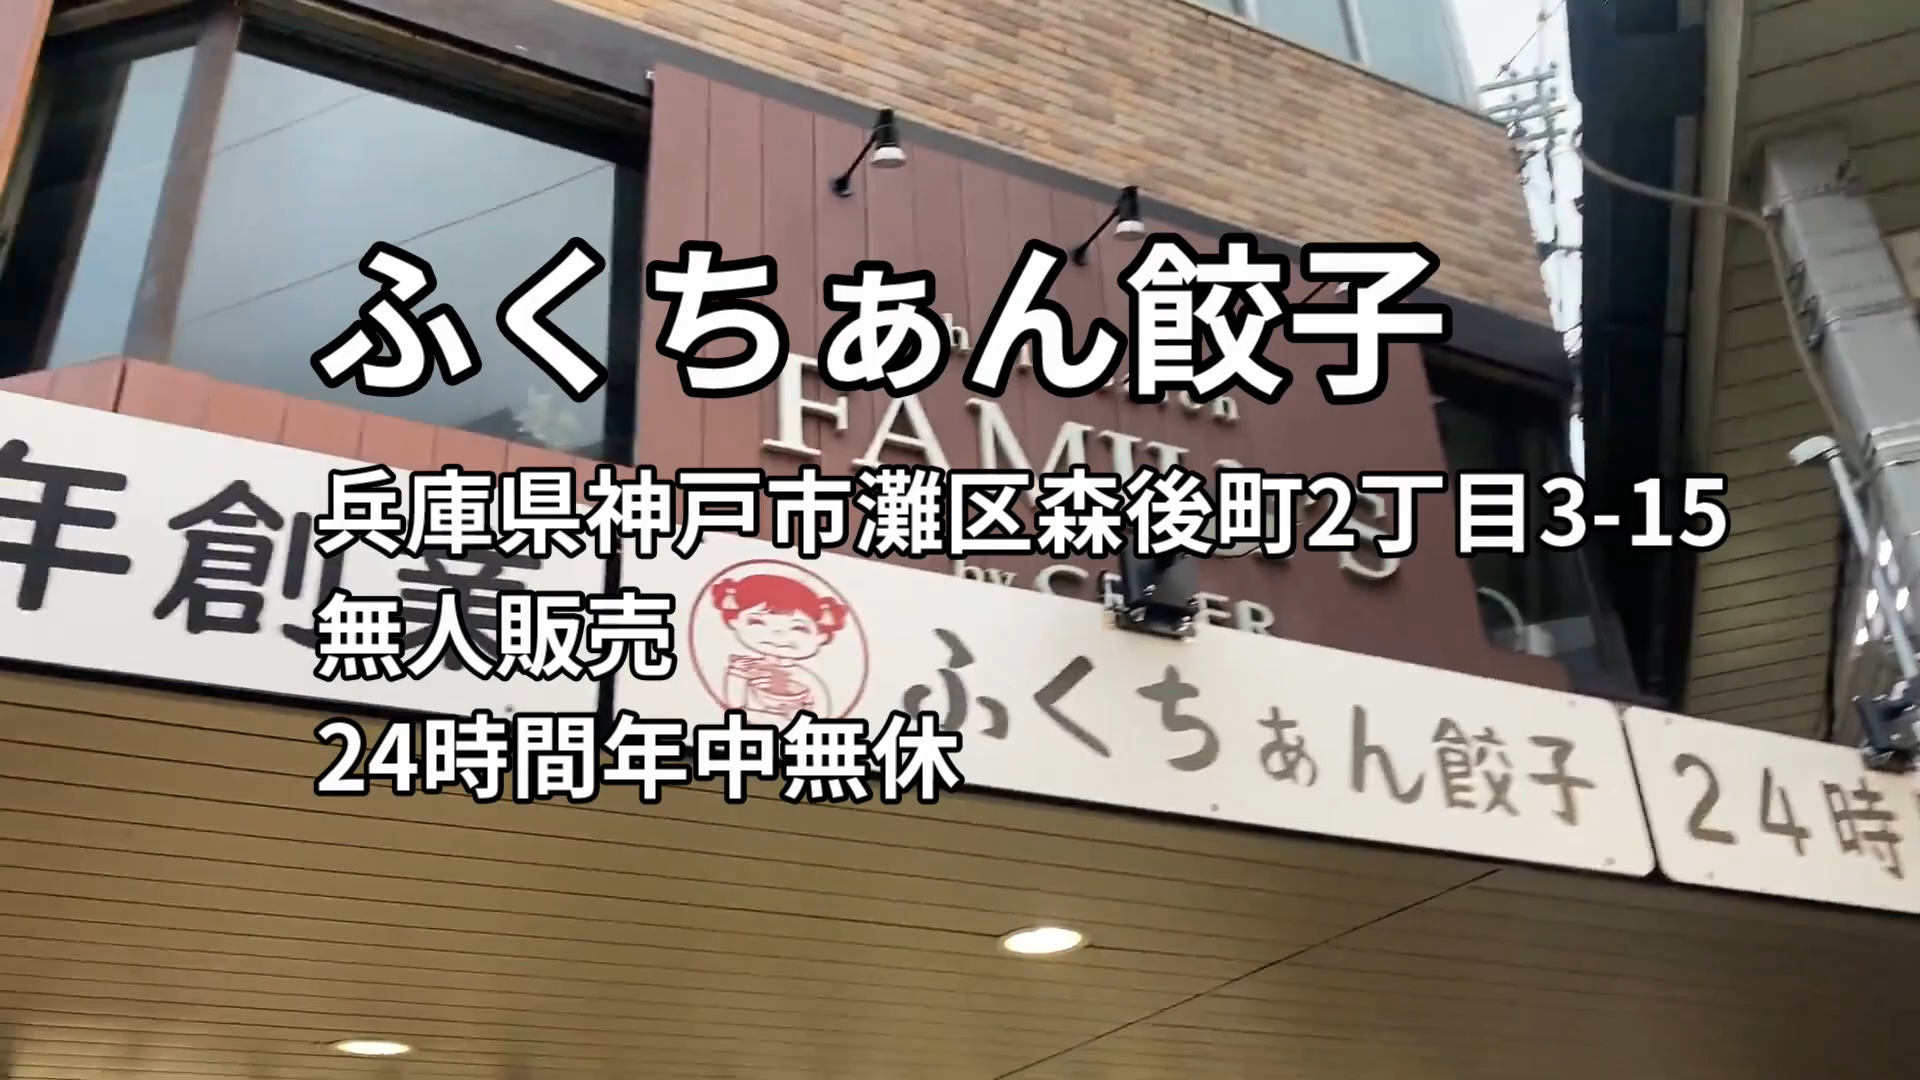 ふくちぁん餃子
FAMILY'S
兵庫県神戸市灘区森後町2丁目3-15
無人販売
24時間年中無休
年創業
ふくちぁん餃子
24時